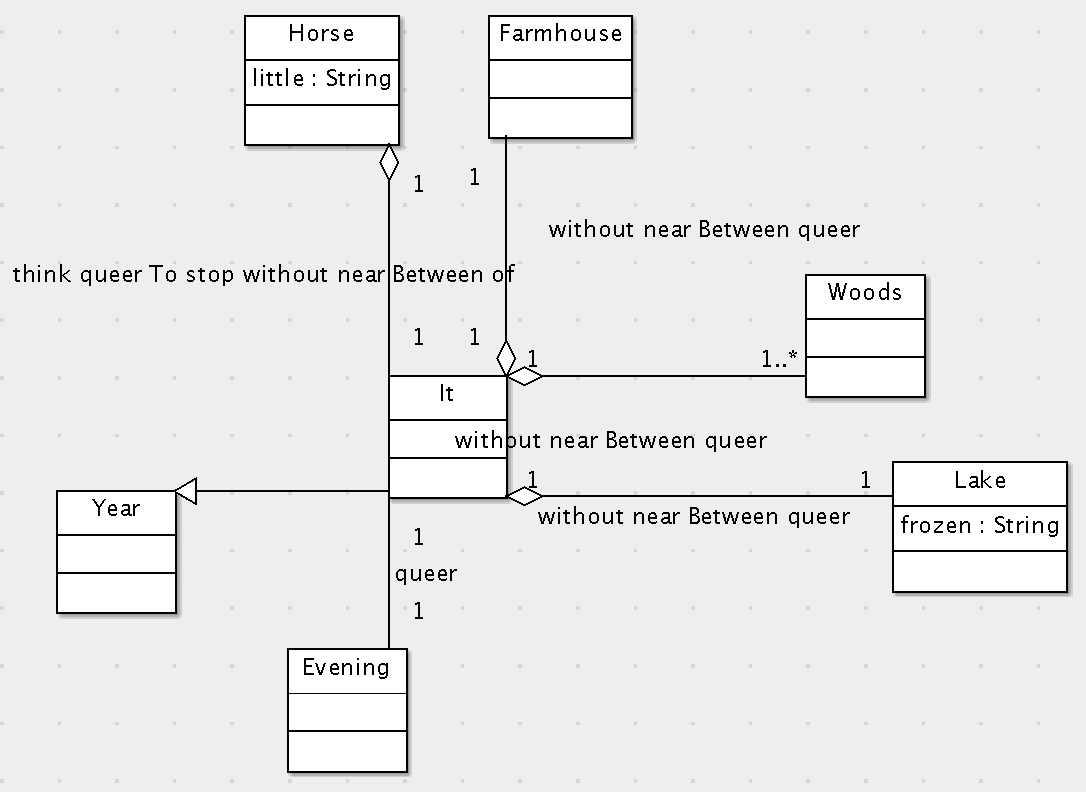 Horse
little : String
Farmhouse
1
1
without near Between queer
think queer To stop without near Between of
Woods
1
1
1
1..*
It
without near Between queer
1
1
Lake
without near Between queer
frozen : String
Year
1
queer
1
Evening